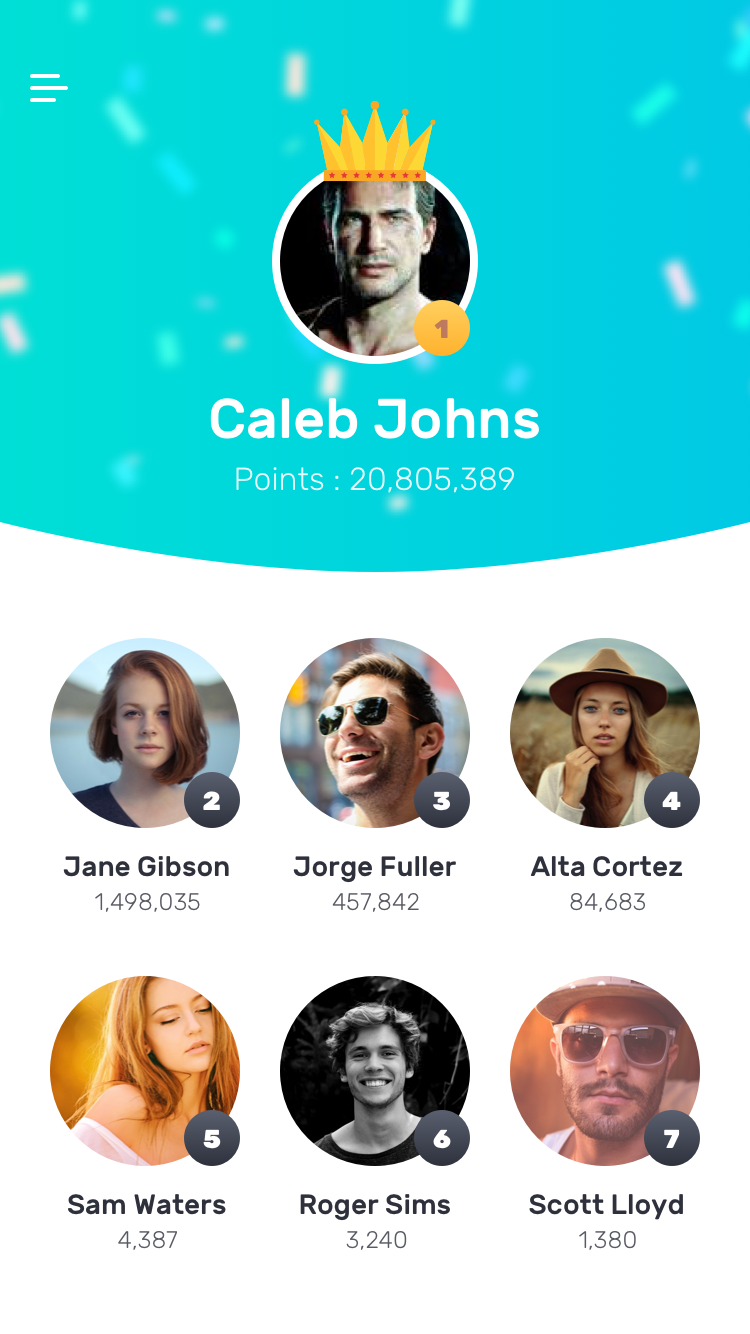 1
Caleb Johns
Points : 20,805,389
2
3
4
Jane Gibson
Jorge Fuller
Alta Cortez
1,498,035
457,842
84,683
5
6
7
Sam Waters
Roger Sims
Scott Lloyd
4,387
3,240
1,380